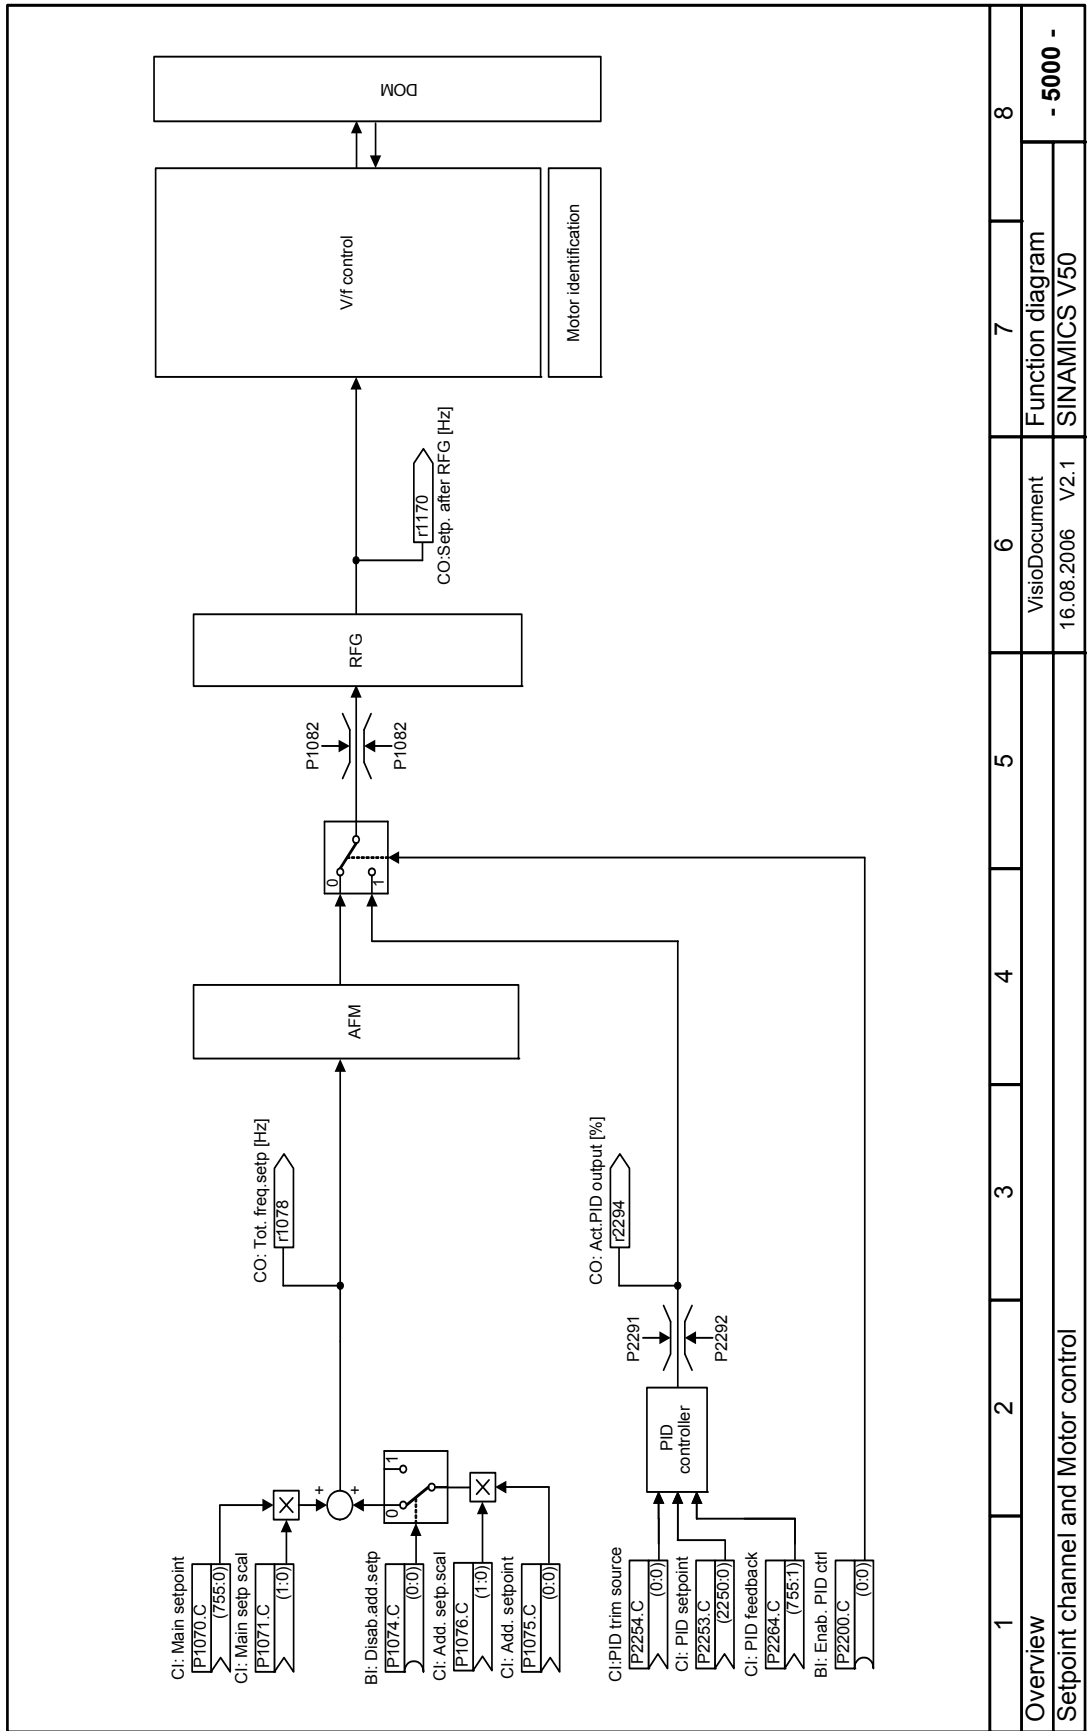 CI: Main setpoint
P1070.C
(755:0)
CI: Main setp scal
P1071.C
(1:0)
BI: Disab.add.setp
P1074.C
(0:0)
CI: Add. setp.scal
P1076.C
(1:0)
CI: Add. setpoint
P1075.C
(0:0)
+
+
0
1
CO: Tot. freq.setp [Hz]
r1078
AFM
0
1
P1082
P1082
RFG
r1170
CO:Setp. after RFG [Hz]
V/f control
Motor identification
DOM
CI:PID trim source
P2254.C
(0:0)
CI: PID setpoint
P2253.C
(2250:0)
CI: PID feedback
P2264.C
(755:1)
BI: Enab. PID ctrl
P2200.C
(0:0)
PID
controller
P2291
P2292
CO: Act.PID output [%]
r2294
1
2
3
4
5
6
7
8
Overview
Setpoint channel and Motor control
VisioDocument
16.08.2006 V2.1
Function diagram
SINAMICS V50
- 5000 -